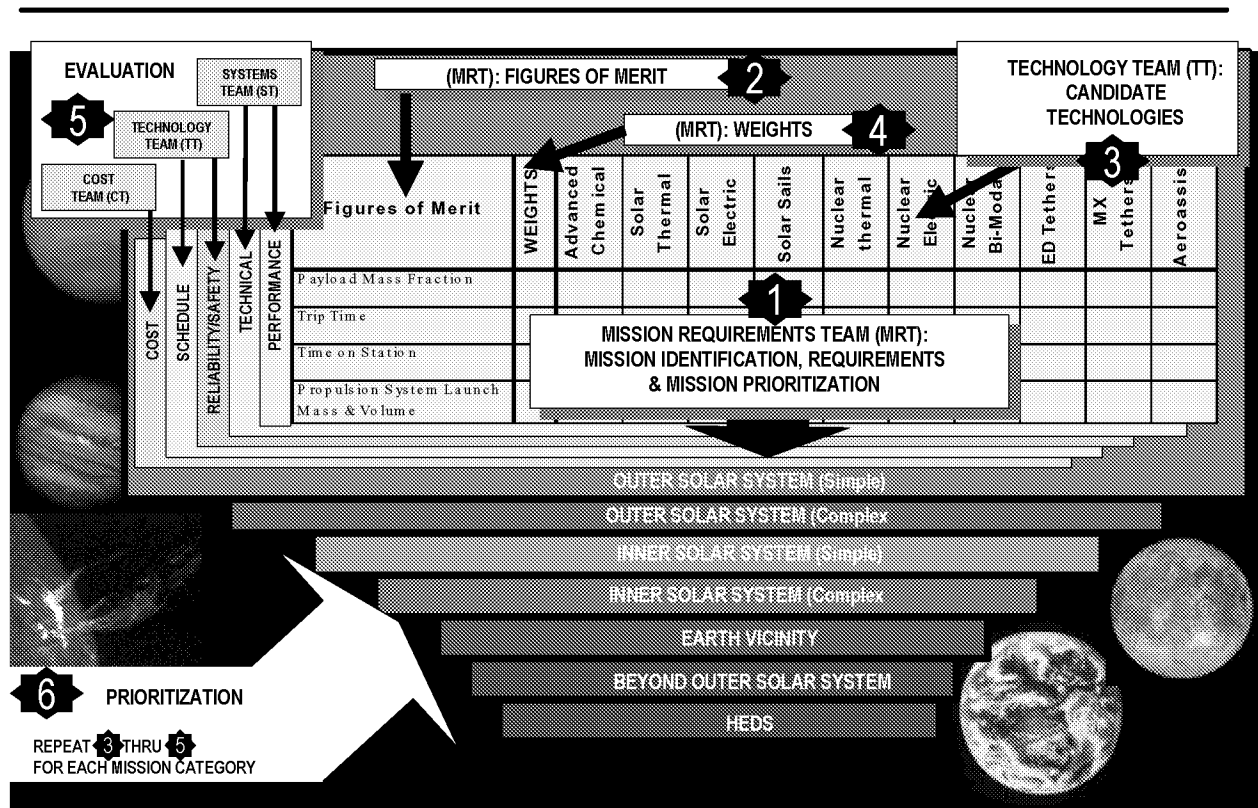 EVALUATION
5
SYSTEMS
TEAM (ST)
TECHNOLOGY
TEAM (TT)
COST
TEAM (CT)
(MRT): FIGURES OF MERIT
2
(MRT): WEIGHTS
4
TECHNOLOGY TEAM (TT):
CANDIDATE
TECHNOLOGIES
3
Figures of Merit
WEIGHTS
Advanced
Chemical
Solar
Thermal
Solar
Electric
Solar Sails
Nuclear
thermal
Nuclear
Electric
Nuclear
Bi-Modal
ED Tethers
MX
Tethers
Aeroassist
COST
SCHEDULE
RELIABILITY/SAFETY
TECHNICAL
PERFORMANCE
Payload Mass Fraction
Trip Time
Time on Station
Propulsion System Launch
Mass & Volume
1
MISSION REQUIREMENTS TEAM (MRT):
MISSION IDENTIFICATION, REQUIREMENTS
& MISSION PRIORITIZATION
OUTER SOLAR SYSTEM (Simple)
OUTER SOLAR SYSTEM (Complex
INNER SOLAR SYSTEM (Simple)
INNER SOLAR SYSTEM (Complex
EARTH VICINITY
BEYOND OUTER SOLAR SYSTEM
HEDS
6 PRIORITIZATION
REPEAT 3 THRU 5
FOR EACH MISSION CATEGORY